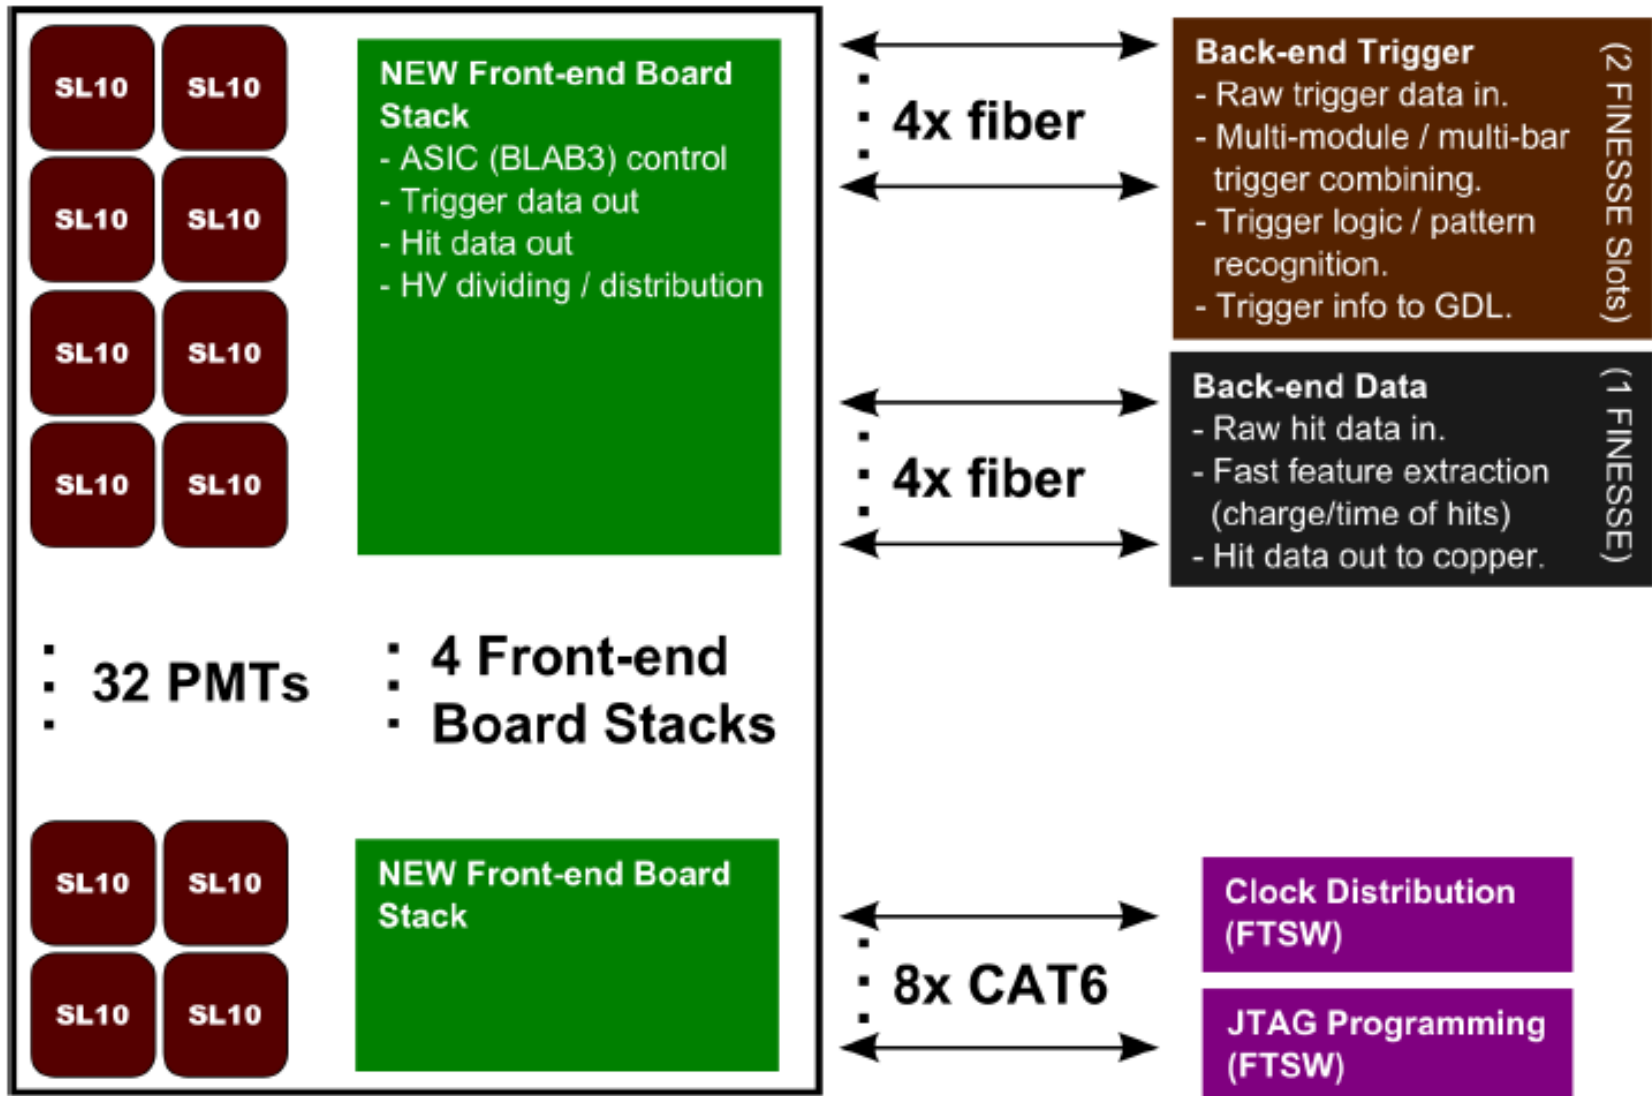 SL10 SL10
SL10 SL10
SL10 SL10
SL10 SL10
NEW Front-end Board
Stack
- ASIC (BLAB3) control
- Trigger data out
- Hit data out
- HV dividing / distribution
4x fiber
Back-end Trigger
- Raw trigger data in.
- Multi-module / multi-bar
trigger combining.
- Trigger logic / pattern
recognition.
- Trigger info to GDL.
(2 FINESSE Slots)
4x fiber
Back-end Data
- Raw hit data in.
- Fast feature extraction
(charge/time of hits)
- Hit data out to copper.
(1 FINESSE)
32 PMTs
4 Front-end
Board Stacks
SL10 SL10
SL10 SL10
NEW Front-end Board
Stack
8x CAT6
Clock Distribution
(FTSW)
JTAG Programming
(FTSW)